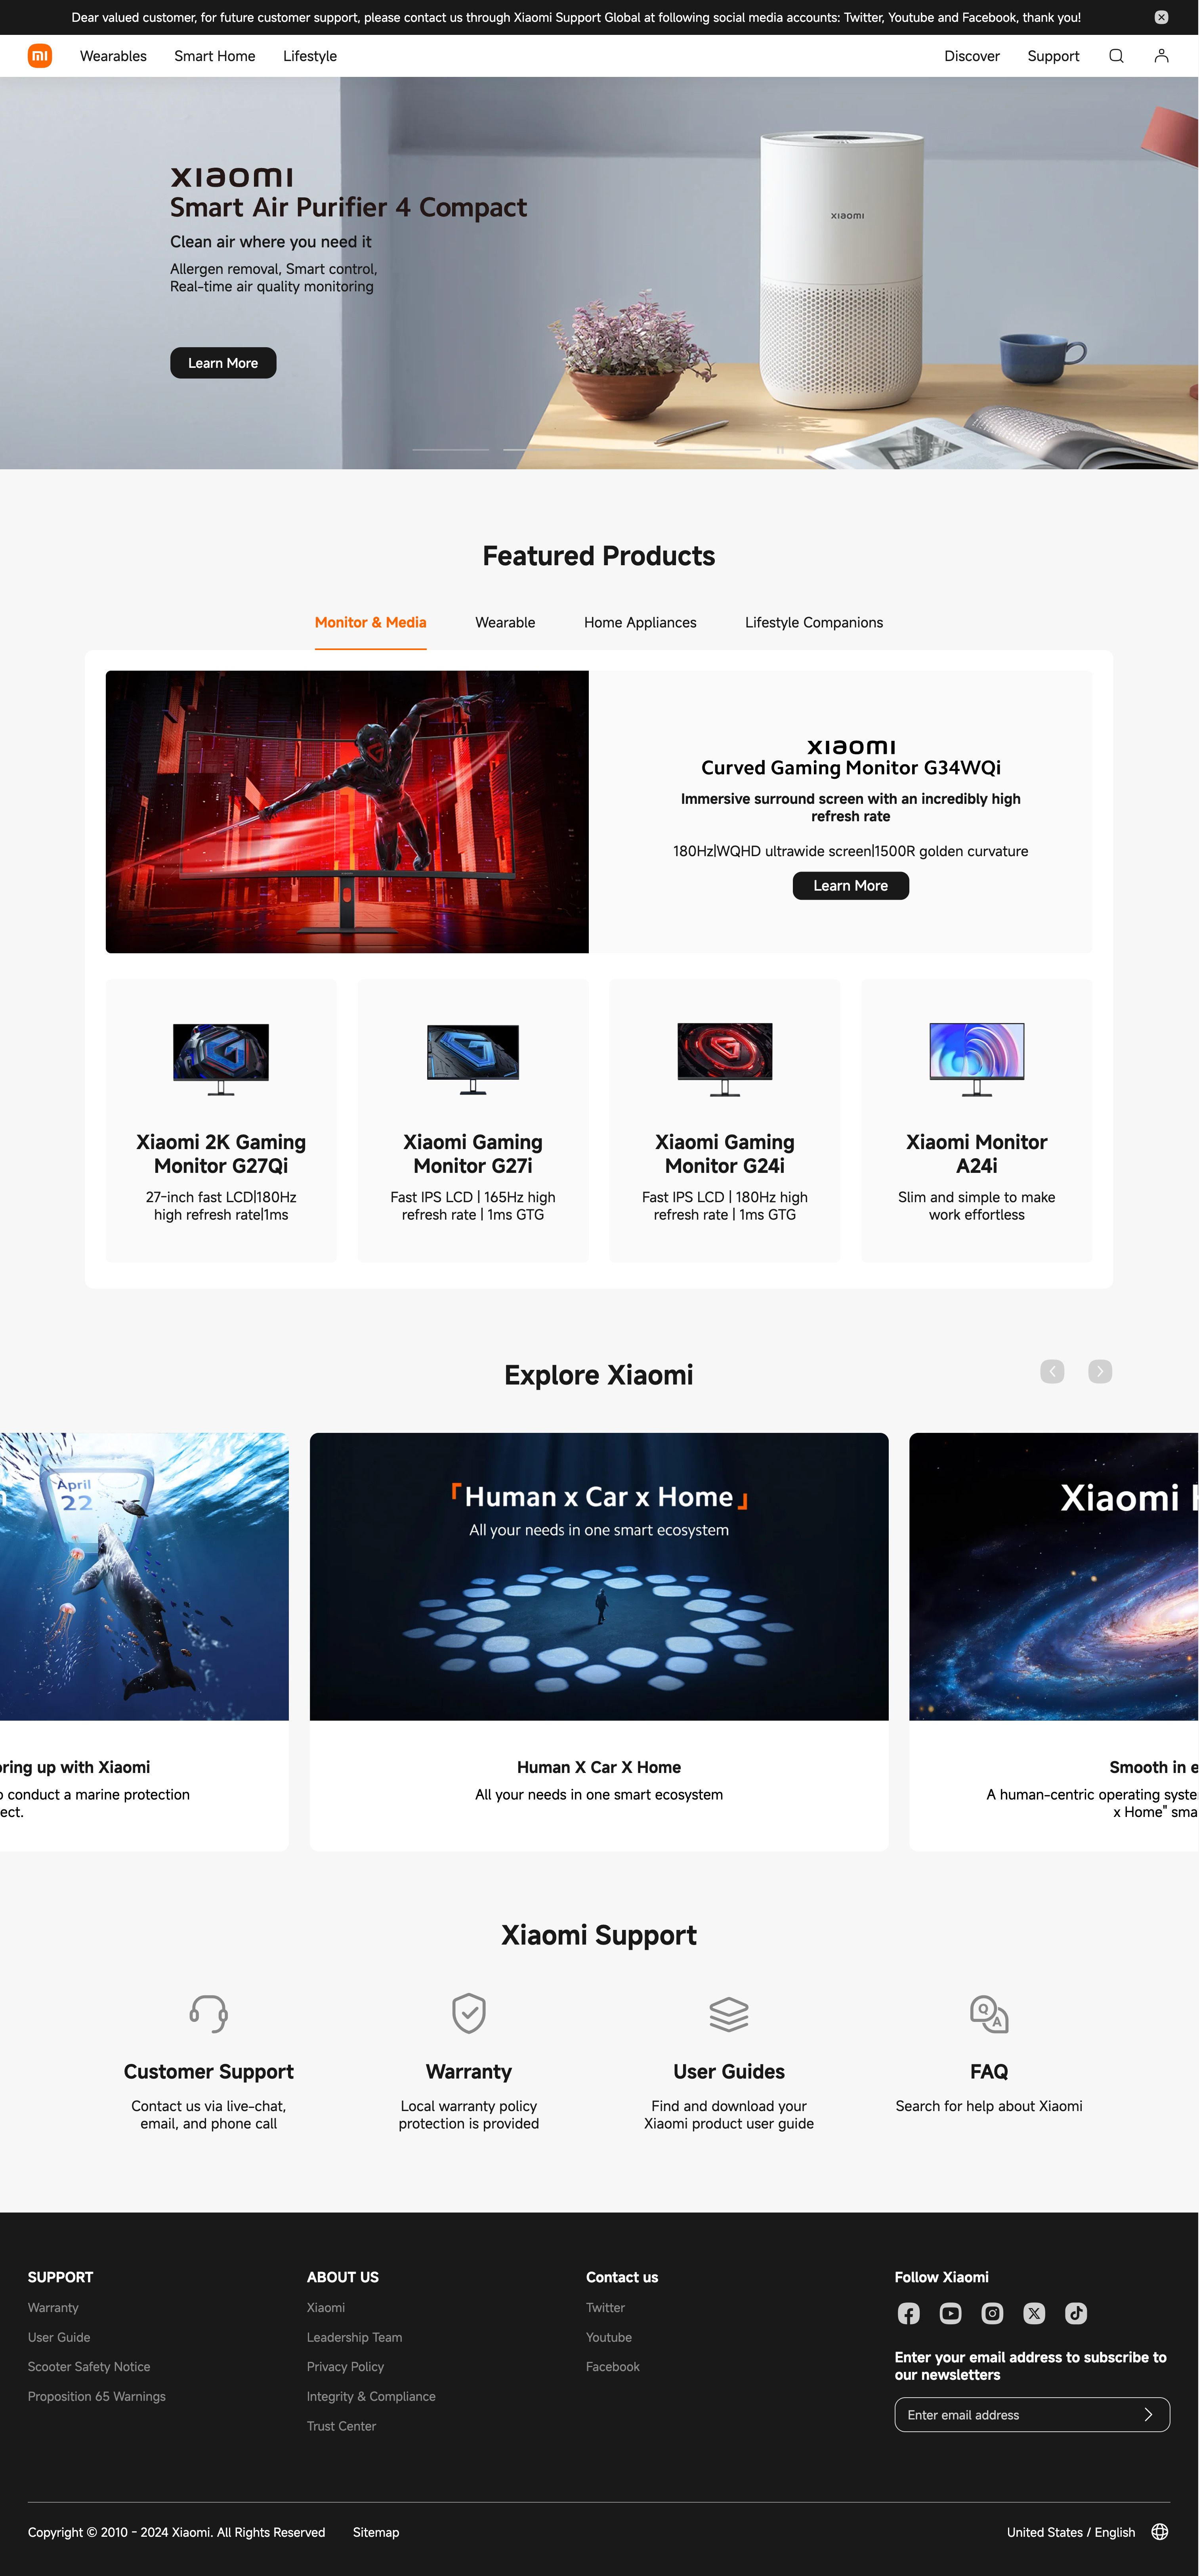 Dear valued customer, for future customer support, please contact us through Xiaomi Support Global at following social media accounts: Twitter, Youtube and Facebook, thank you!
Wearables
Smart Home
Lifestyle
Discover
Support
xiaomi
Smart Air Purifier 4 Compact
Clean air where you need it
Allergen removal, Smart control,
Real-time air quality monitoring
Learn More
xiaomi
Featured Products
Monitor & Media
Wearable
Home Appliances
Lifestyle Companions
xiaomi
Curved Gaming Monitor G34WQi
Immersive surround screen with an incredibly high
refresh rate
180Hz|WQHD ultrawide screen|1500R golden curvature
Learn More
Xiaomi 2K Gaming
Monitor G27Qi
27-inch fast LCD|180Hz
high refresh rate|1ms
Xiaomi Gaming
Monitor G27i
Fast IPS LCD | 165Hz high
refresh rate | 1ms GTG
Xiaomi Gaming
Monitor G24i
Fast IPS LCD | 180Hz high
refresh rate | 1ms GTG
Xiaomi Monitor
A24i
Slim and simple to make
work effortless
Explore Xiaomi
April
22
ring up with Xiaomi
conduct a marine protection
ect.
「Human x Car x Home」
All your needs in one smart ecosystem
Human X Car X Home
All your needs in one smart ecosystem
Xiaomi
Smooth in e
A human-centric operating syste
x Home" sma
Xiaomi Support
Customer Support
Contact us via live-chat,
email, and phone call
Warranty
Local warranty policy
protection is provided
User Guides
Find and download your
Xiaomi product user guide
Q
A
FAQ
Search for help about Xiaomi
SUPPORT
Warranty
User Guide
Scooter Safety Notice
Proposition 65 Warnings
ABOUT US
Xiaomi
Leadership Team
Privacy Policy
Integrity & Compliance
Trust Center
Contact us
Twitter
Youtube
Facebook
Follow Xiaomi
Enter your email address to subscribe to
our newsletters
Enter email address
Copyright © 2010 - 2024 Xiaomi. All Rights Reserved
Sitemap
United States / English